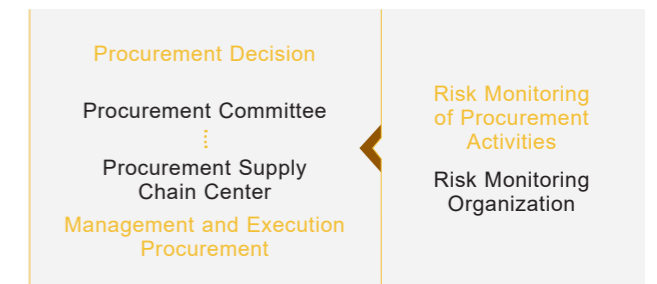 Procurement Decision
Procurement Committee
Procurement Supply
Chain Center
Management and Execution
Procurement
Risk Monitoring
of Procurement
Activities
Risk Monitoring
Organization